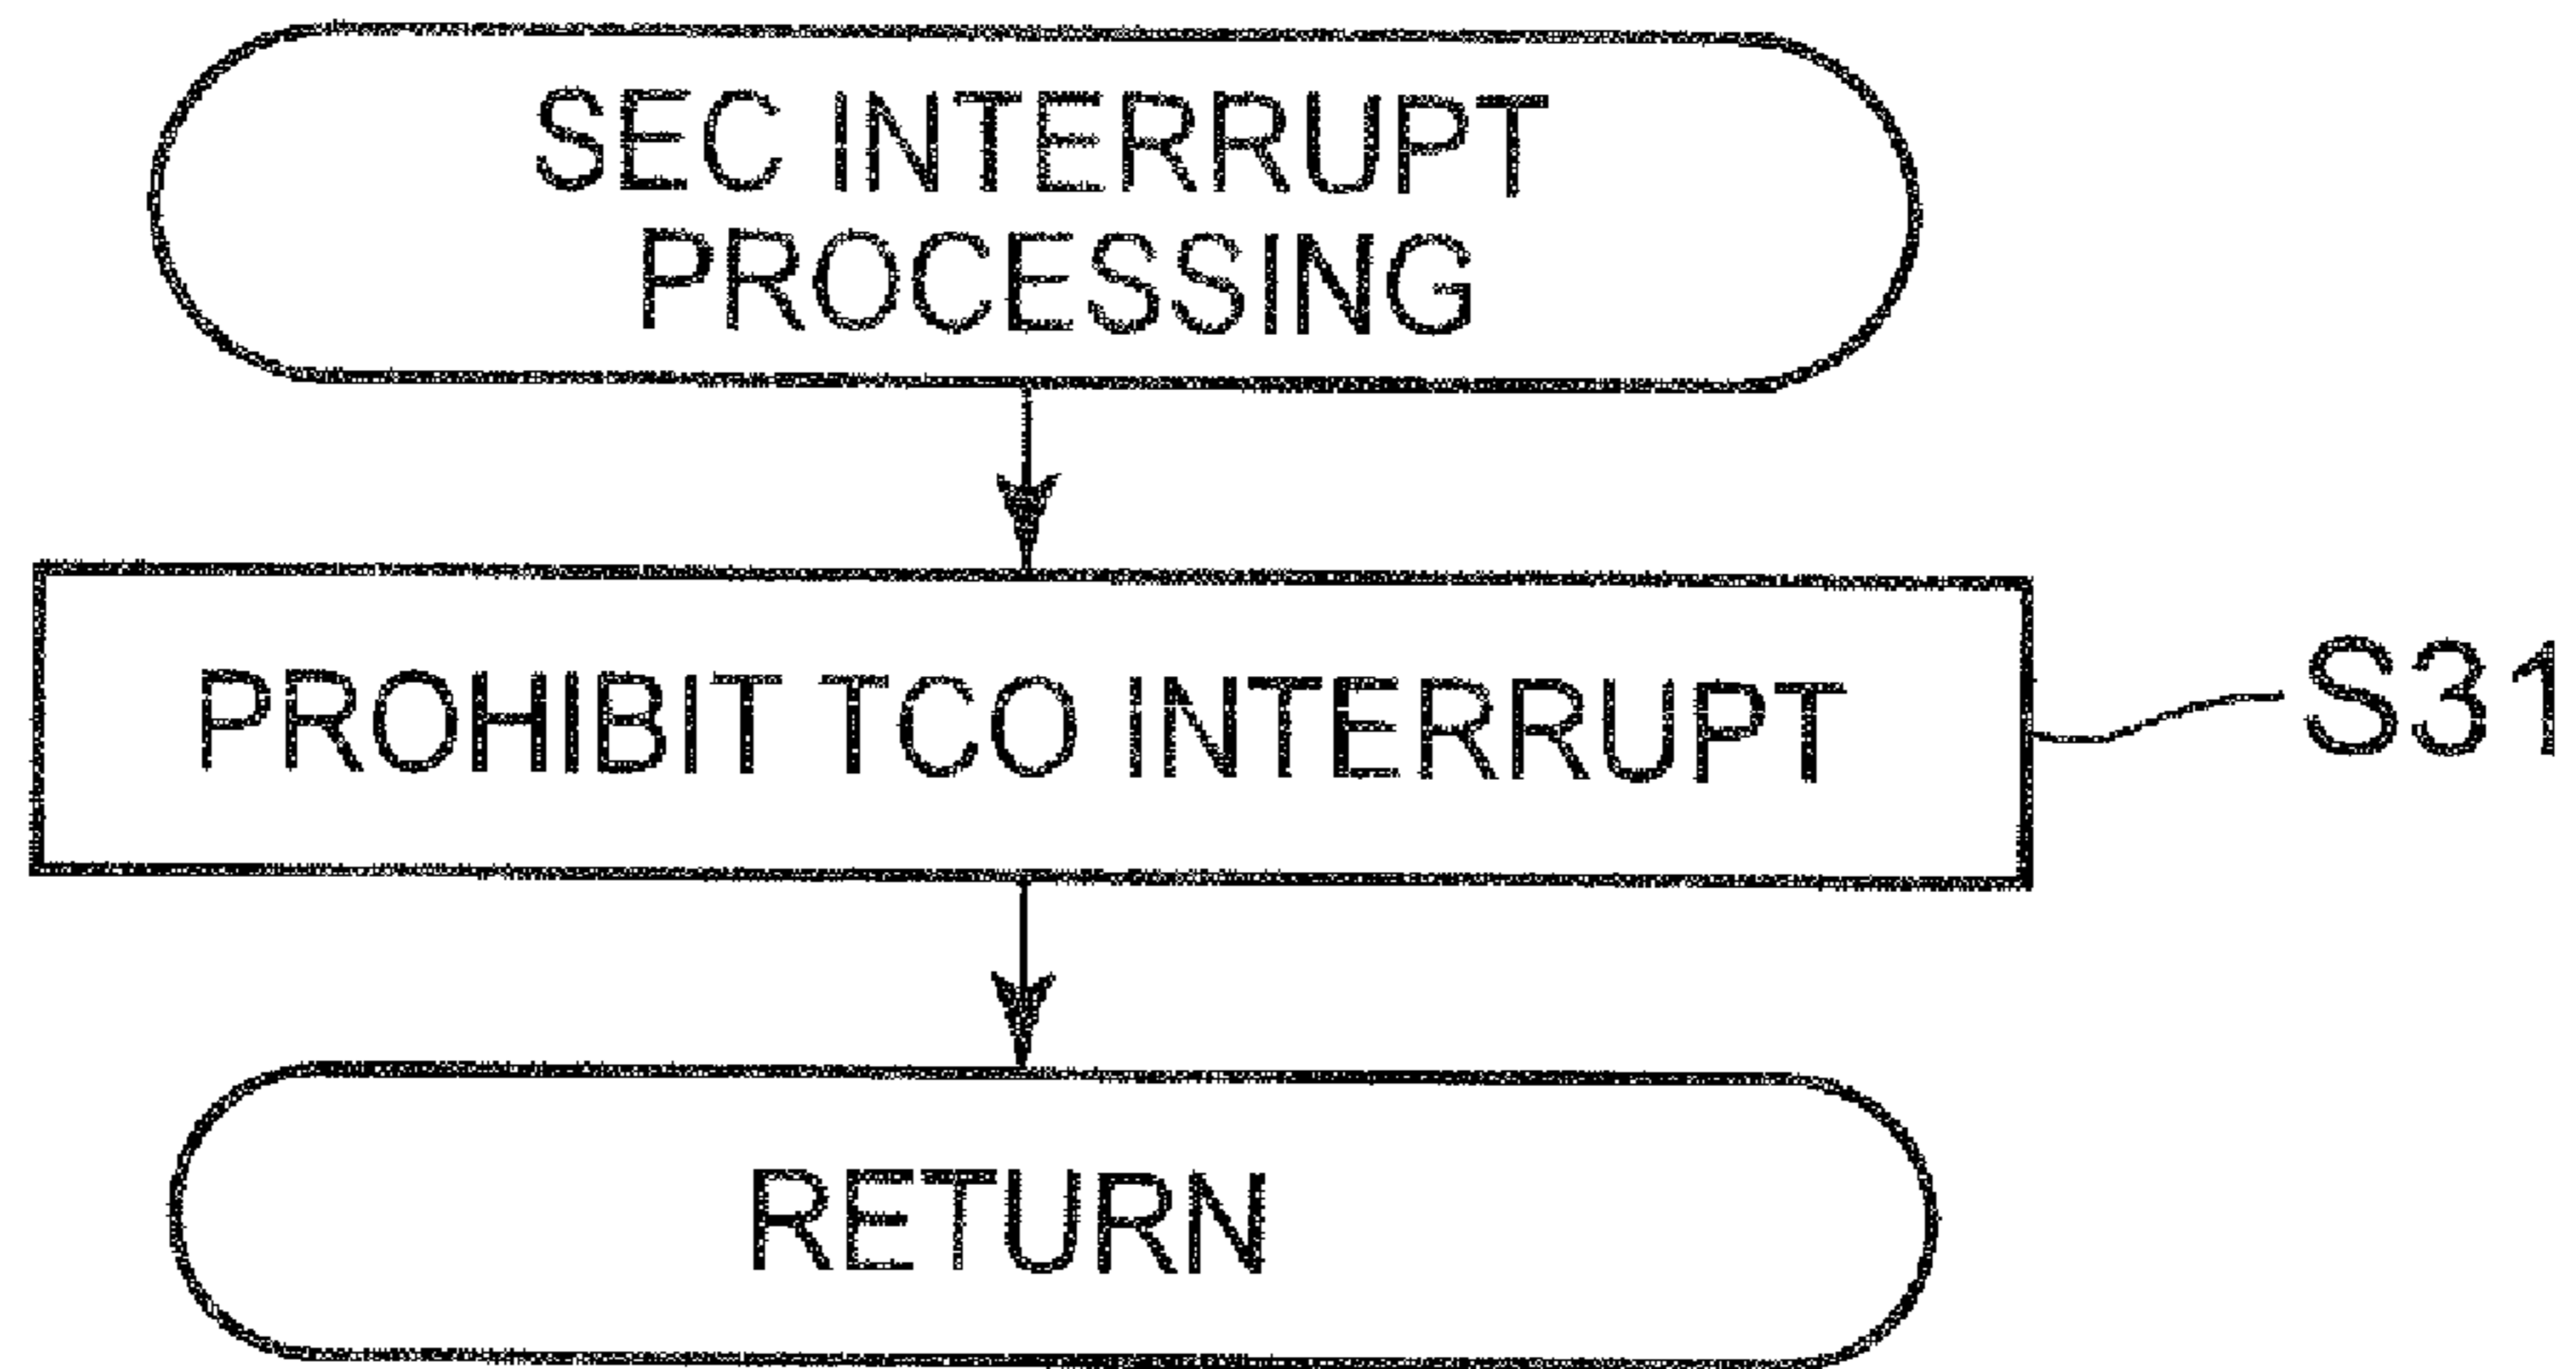 SEC INTERRUPT
PROCESSING
PROHIBIT TCO INTERRUPT
S31
RETURN